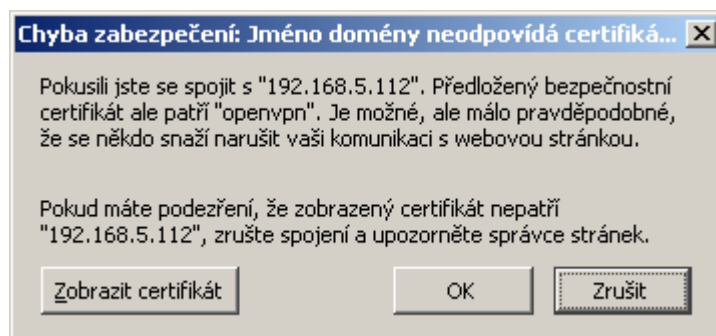 Chyba zabezpečení: Jméno domény neodpovídá certifiká...
Pokusili jste se spojit s "192.168.5.112". Předložený bezpečnostní
certifikát ale patří "openvpn". Je možné, ale málo pravděpodobné,
že se někdo snaží narušit vaši komunikaci s webovou stránkou.
Pokud máte podezření, že zobrazený certifikát nepatří
"192.168.5.112", zrušte spojení a upozorněte správce stránek.
Zobrazit certifikát OK Zrušit